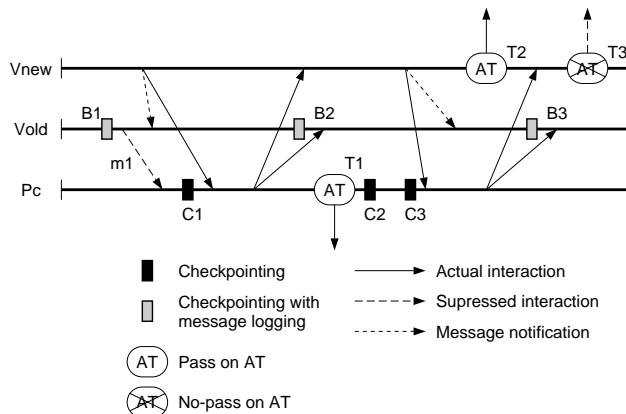 AT T2 AT T3
Vnew
B1 B2 B3
Vold
m1 T1
Pc AT
C1 C2 C3
Checkpointing Actual interaction
Checkpointing with Supressed interaction
message logging Message notification
AT Pass on AT
AT No-pass on AT